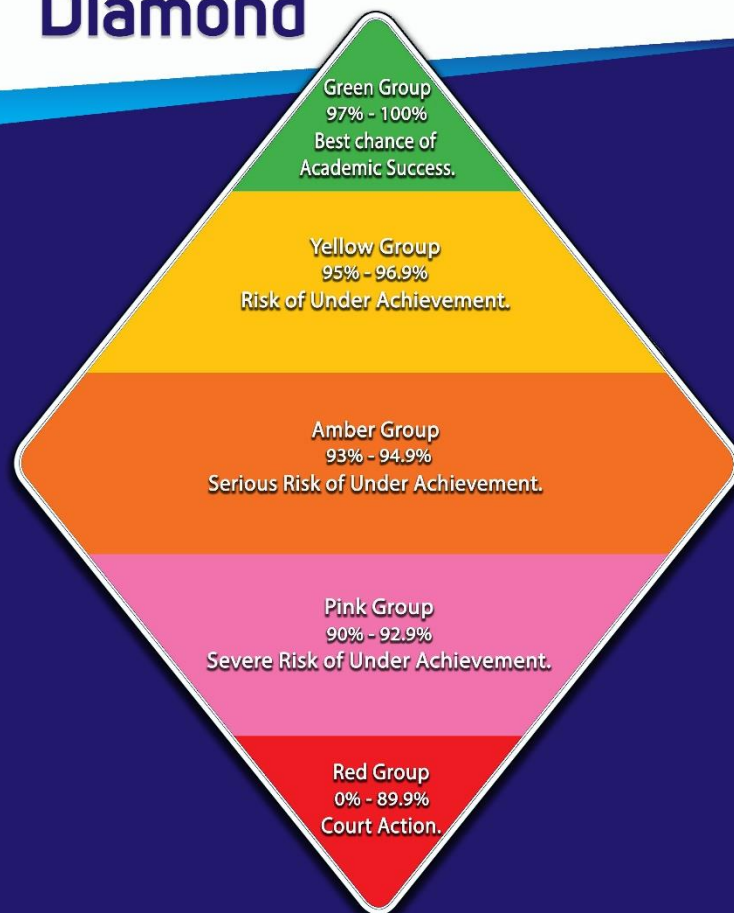 Diamond
Green Group
97% - 100%
Best chance of
Academic Success.
Yellow Group
95% - 96.9%
Risk of Under Achievement.
Amber Group
93% - 94.9%
Serious Risk of Under Achievement.
Pink Group
90% - 92.9%
Severe Risk of Under Achievement.
Red Group
0% - 89.9%
Court Action.